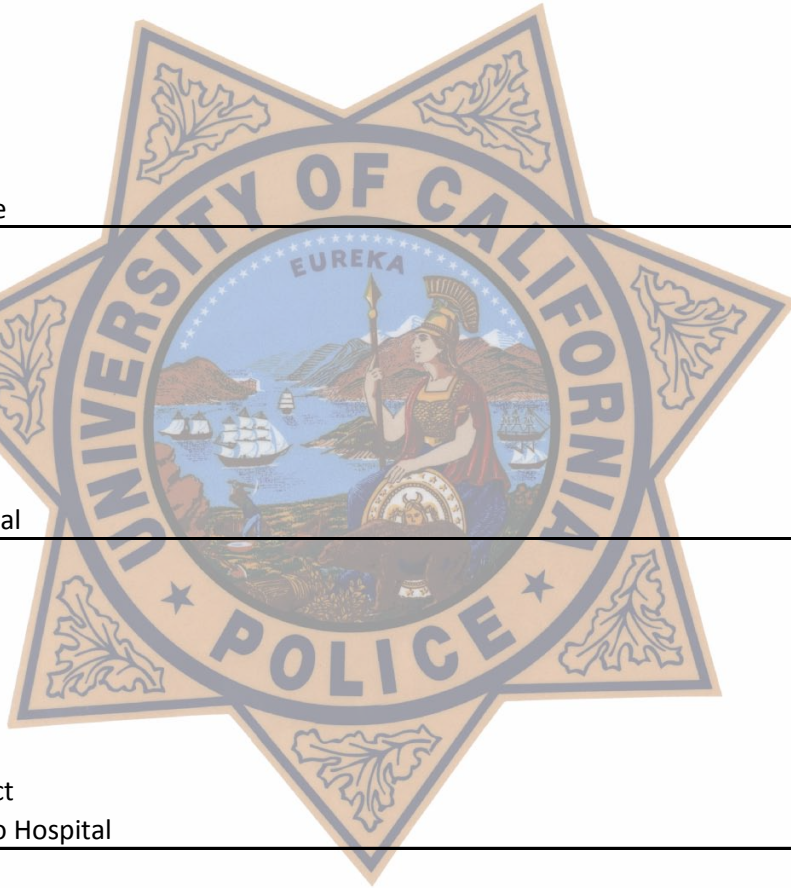 e
UNIVERSITY OF CALIFORNIA
EUREKA
al
POLICE
ct
o Hospital